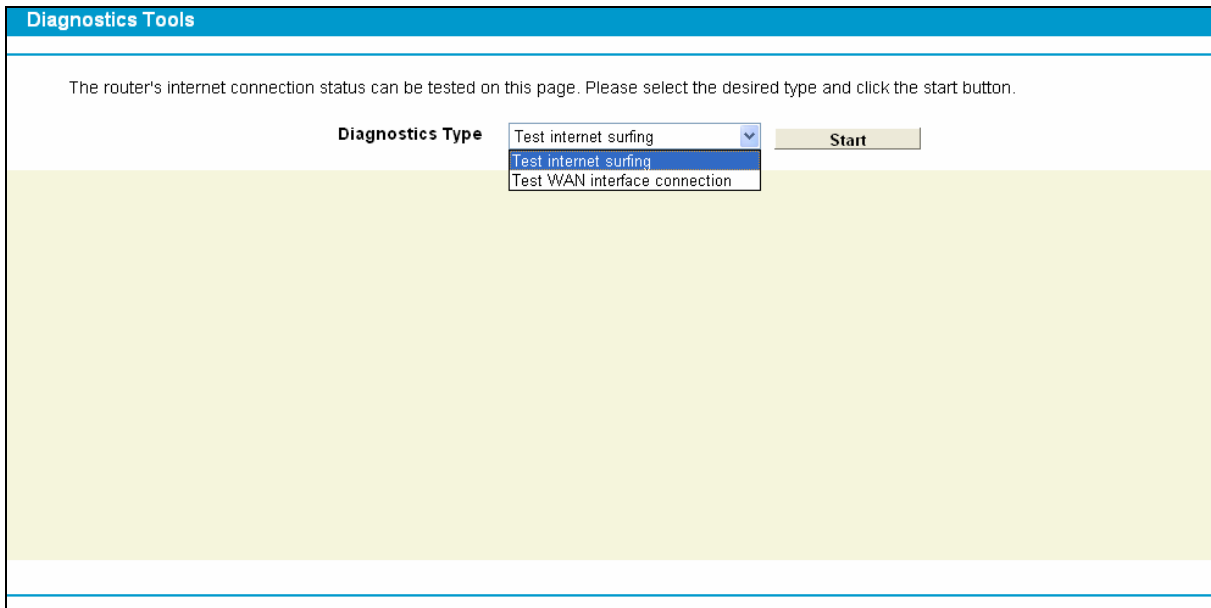 Diagnostics Tools
The router's internet connection status can be tested on this page. Please select the desired type and click the start button.
Diagnostics Type Test internet surfing Start
Test internet surfing
Test WAN interface connection